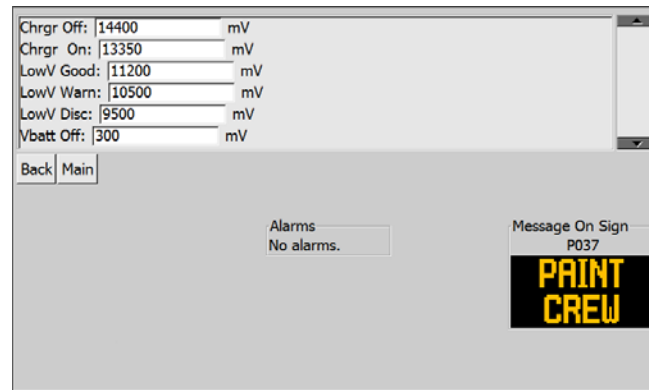 Chrgr Off: 14400 mV
Chrgr On: 13350 mV
LowV Good: 11200 mV
LowV Warn: 10500 mV
LowV Disc: 9500 mV
Vbatt Off: 300 mV
Back Main
Alarms
No alarms.
Message On Sign
P037
PAINT
CREW